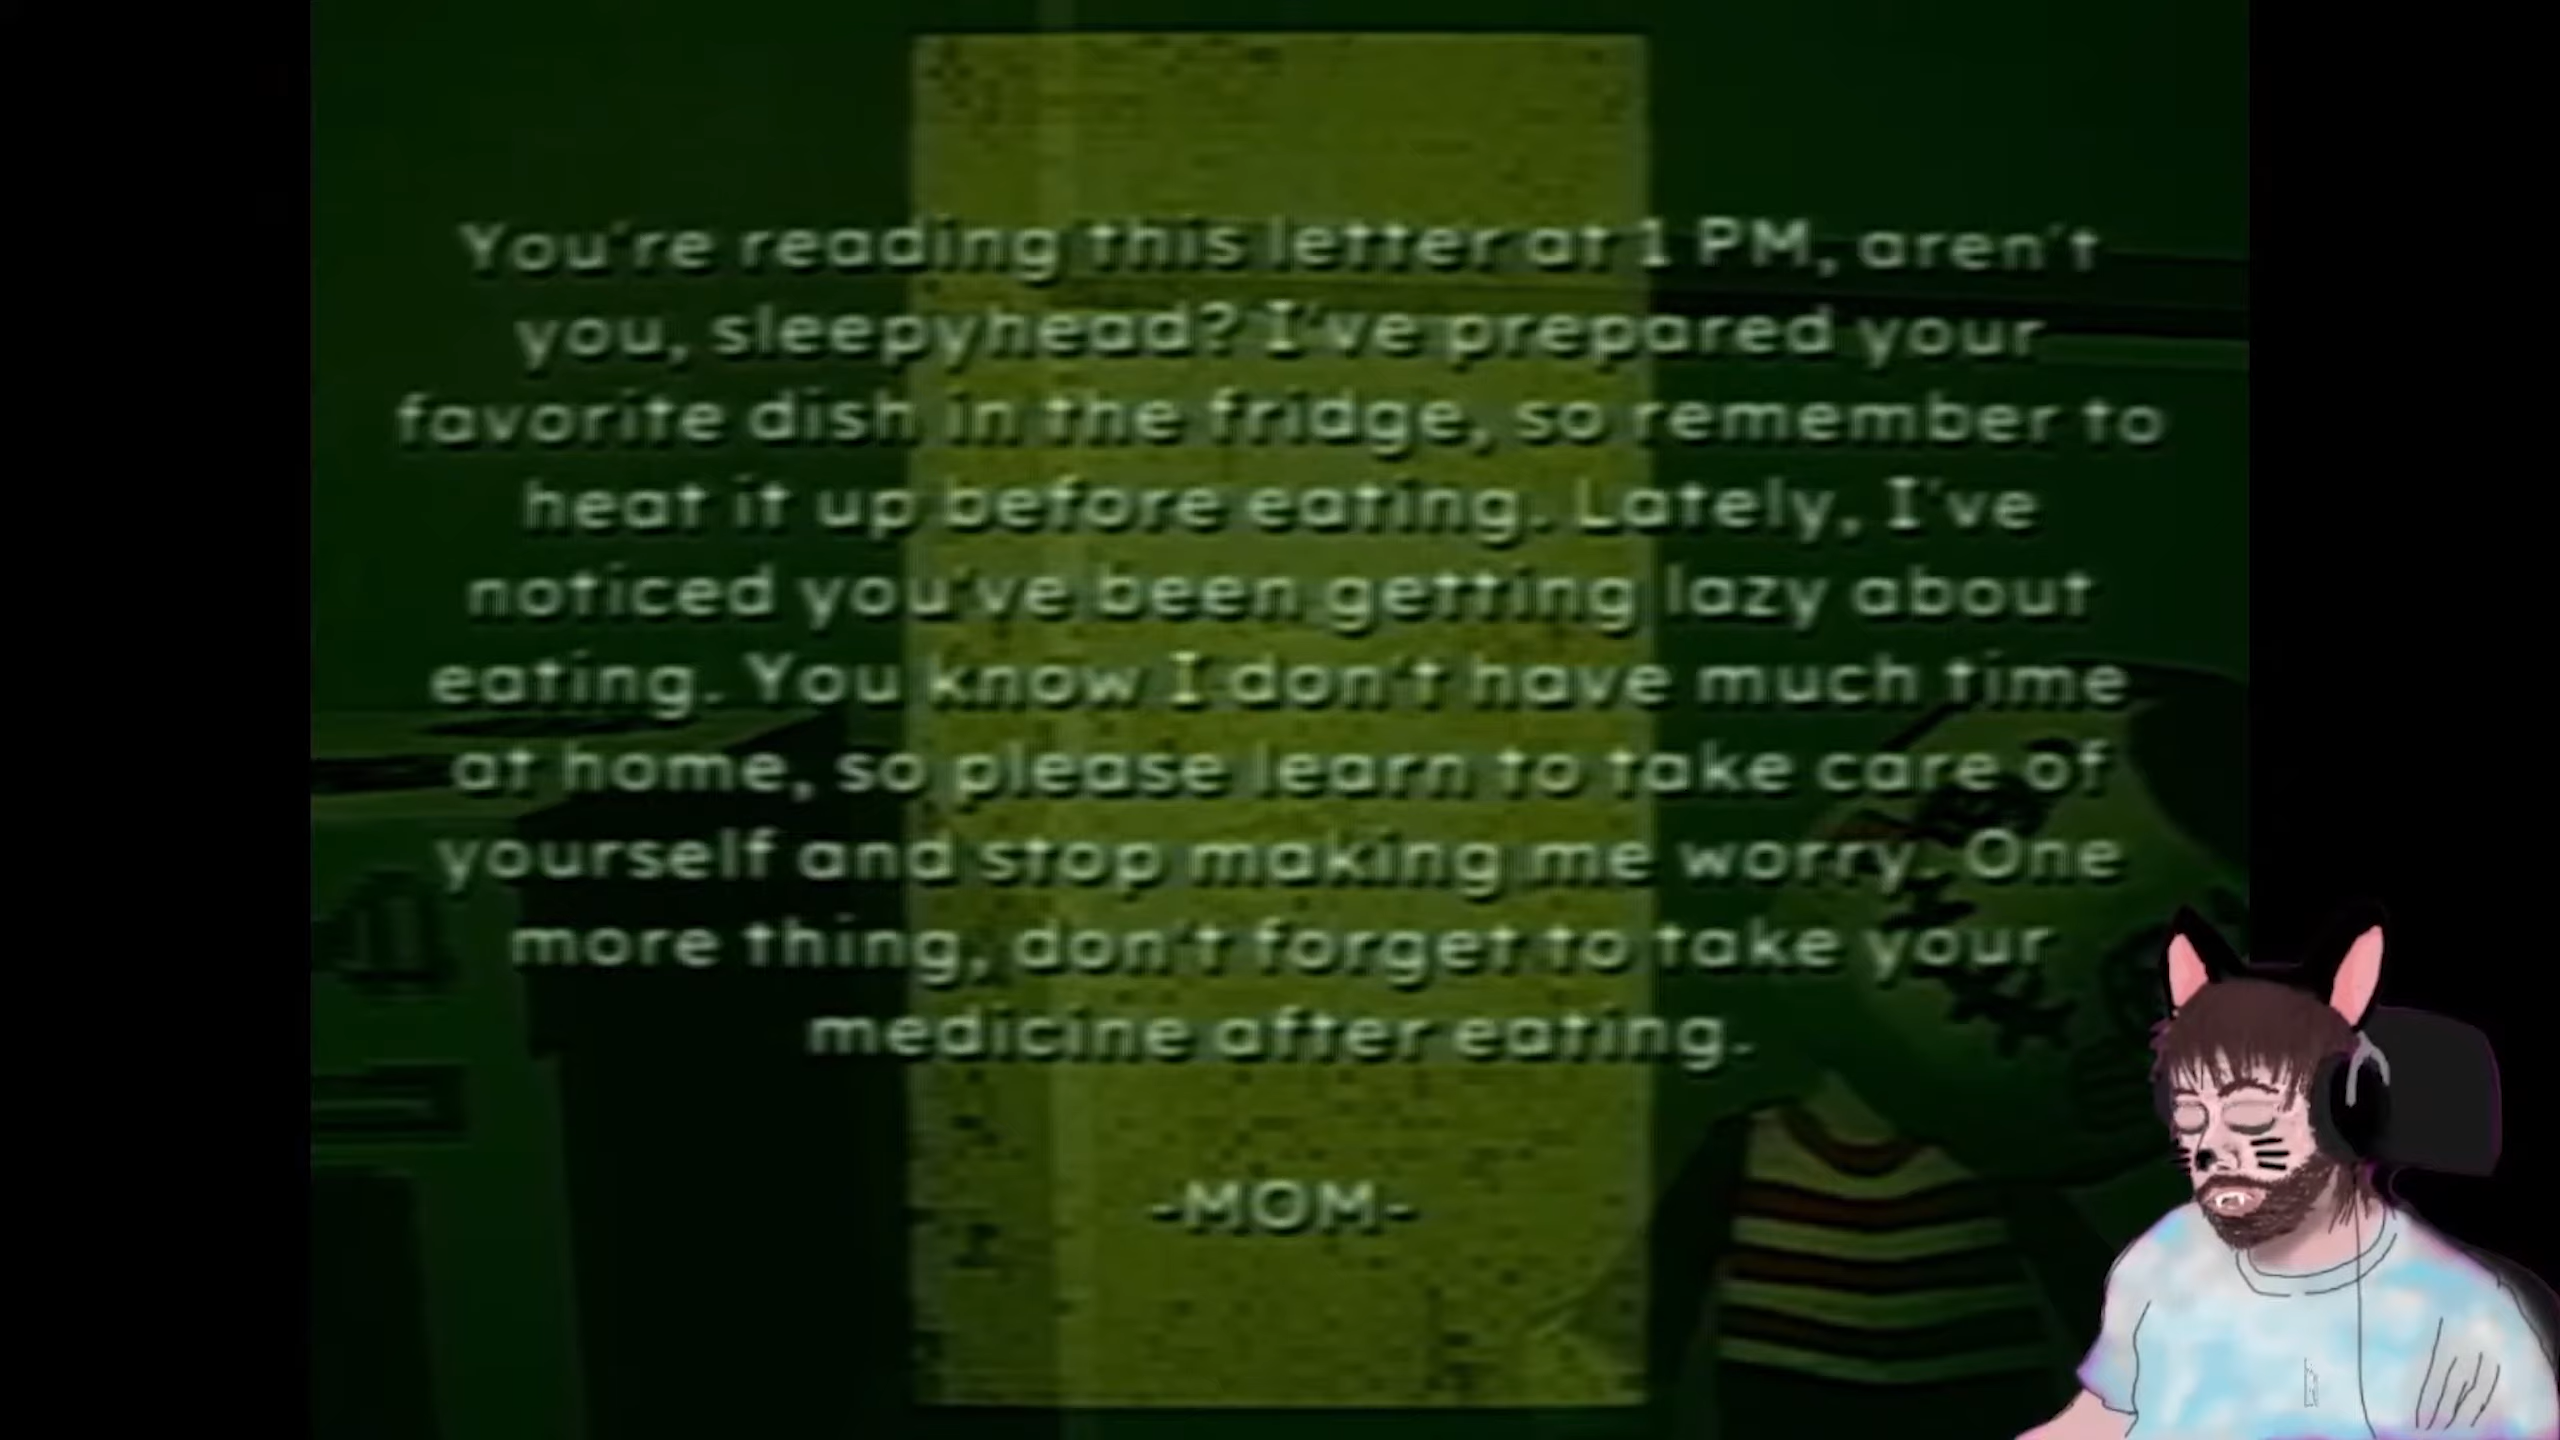 You're reading this letter at 1 PM, aren't
you, sleepyhead? I've prepared your
favorite dish in the fridge, so remember to
heat it up before eating. Lately, I've
noticed you've been getting lazy about
eating. You know I don't have much time
at home, so please learn to take care of
yourself and stop making me worry. One
more thing, don't forget to take your
medicine after eating.
-MOM-